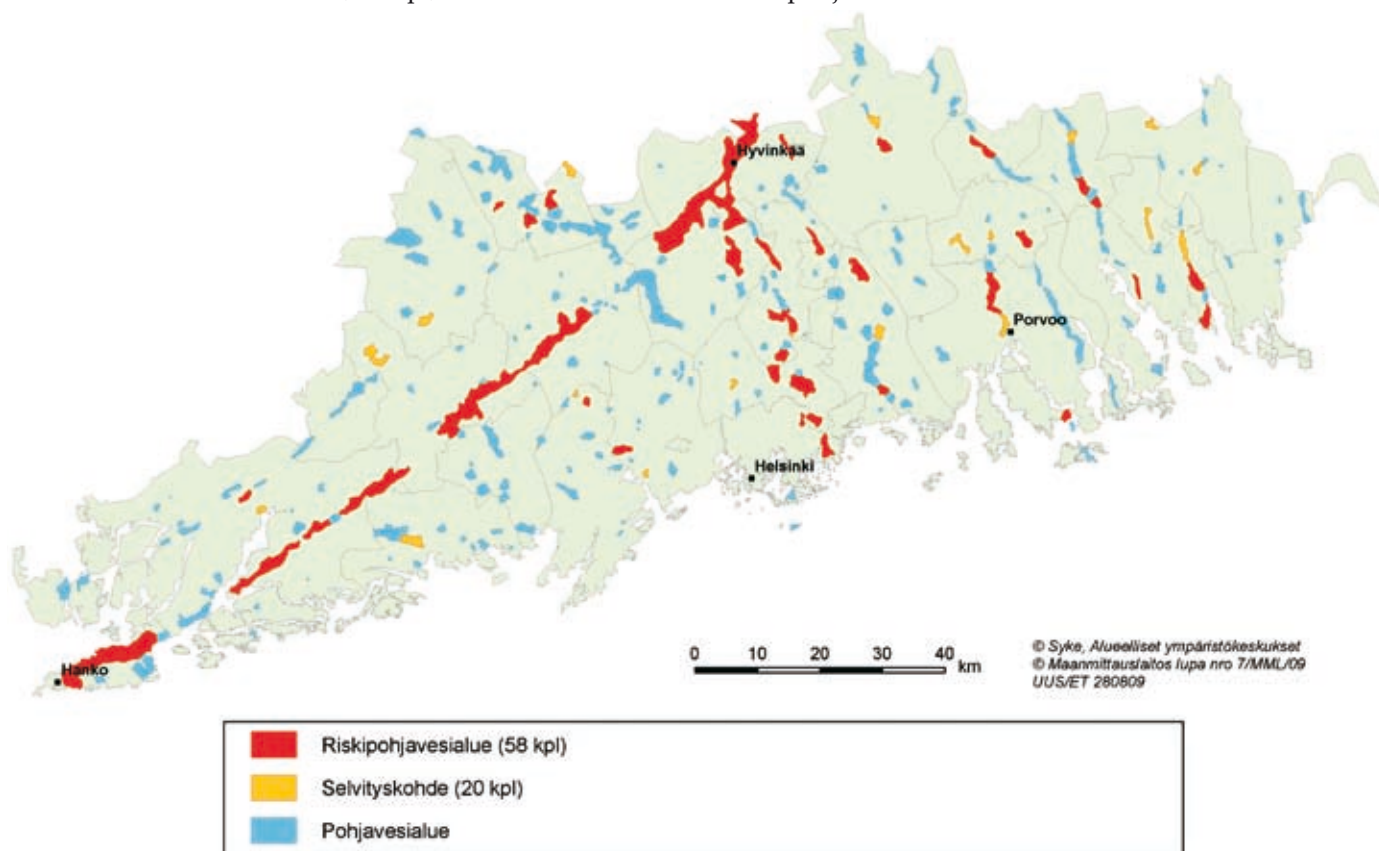 Hyvinkää
Porvoo
Helsinki
Hanko
0 10 20 30 40
km
© Syke, Alueelliset ympäristökeskukset
© Maanmittauslaitos lupa nro 7/MML/09
UUS/ET 280809
Riskipohjavesialue (58 kpl)
Selvityskohde (20 kpl)
Pohjavesialue